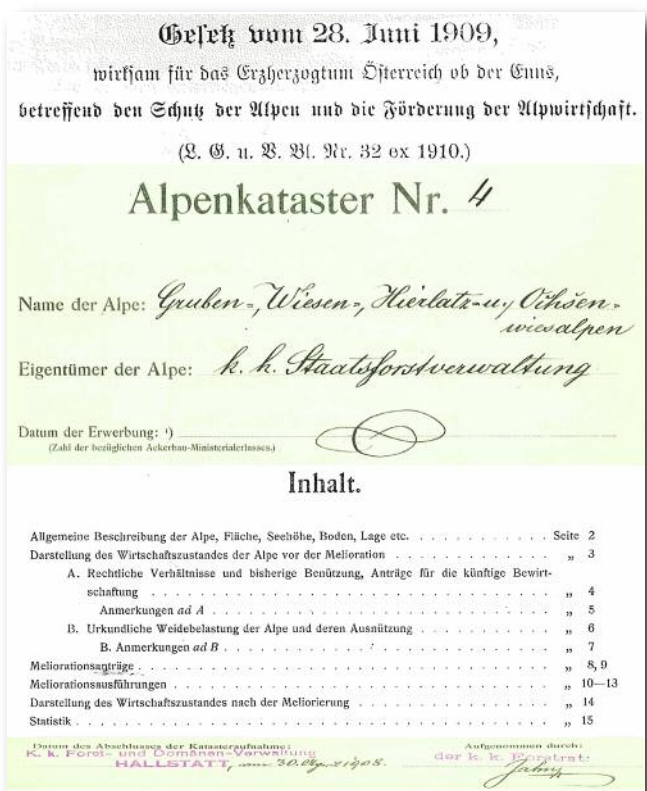 Gesetz vom 28. Juni 1909,
wirksam für das Erzherzogtum Österreich ob der Enns,
betreffend den Schutz der Alpen und die Förderung der Alpwirtschaft.
(L. G. u. V. Bl. Nr. 32 ex 1910.)
Alpenkataster Nr. 4
Name der Alpe: Gruben-, Wiesen-, Hierlatz- u. Ochsen-
wiesalpen
Eigentümer der Alpe: k. k. Staatsforstverwaltung
Datum der Erwerbung: ¹)
(Zahl der bezüglichen Ackerbau-Ministerialerlasses.)
Inhalt.
Allgemeine Beschreibung der Alpe, Fläche, Seehöhe, Boden, Lage etc. . . . . . . . . . . . . Seite 2
Darstellung des Wirtschaftszustandes der Alpe vor der Melioration . . . . . . . . . . . . . „ 3
A. Rechtliche Verhältnisse und bisherige Benützung, Anträge für die künftige Bewirt-
schaftung . . . . . . . . . . . . . „ 4
Anmerkungen ad A . . . . . . . . . . . . . „ 5
B. Urkundliche Weidebelastung der Alpe und deren Ausnützung . . . . . . . . . . „ 6
B. Anmerkungen ad B . . . . . . . . . . . . . „ 7
Meliorationsanträge . . . . . . . . . . . . . „ 8, 9
Meliorationsausführungen . . . . . . . . . . . . . „ 10—13
Darstellung des Wirtschaftszustandes nach der Meliorierung . . . . . . . . . . . . . „ 14
Statistik . . . . . . . . . . . . . „ 15
Datum des Abschlusses der Katasteraufnahme: Aufgenommen durch:
K. k. Forst- und Domänen-Verwaltung der k. k. Forstrat:
HALLSTATT, am 30. 1908.